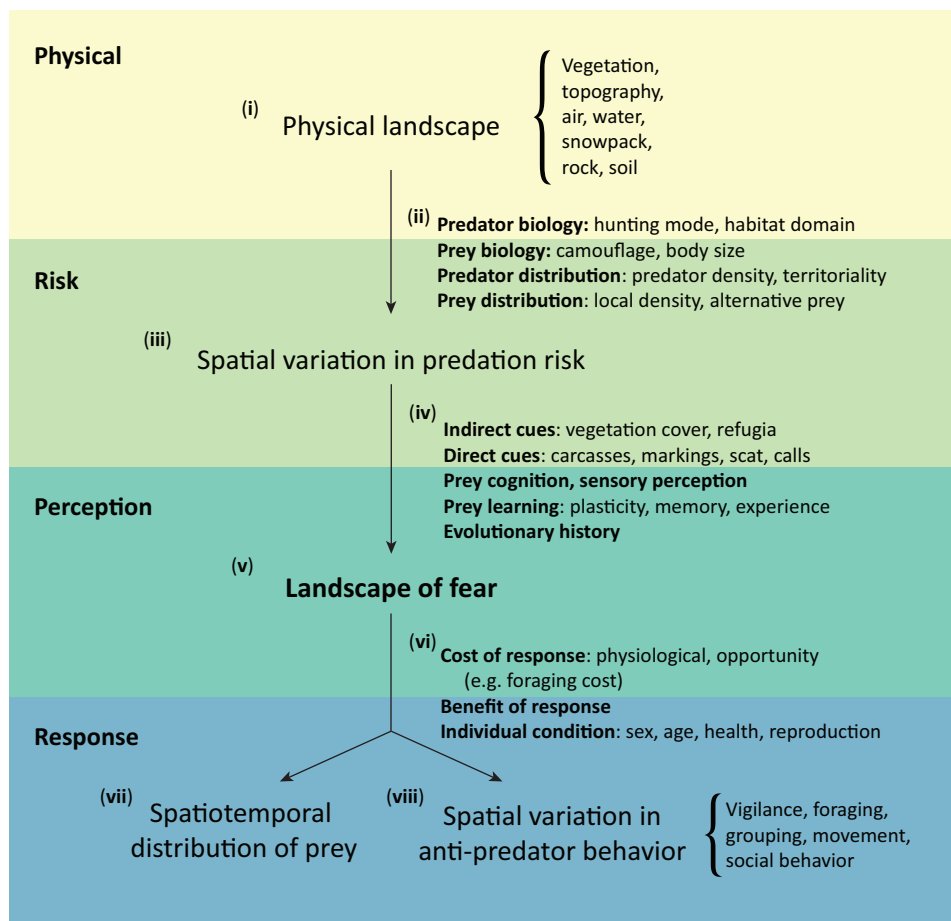 Physical
(i) Physical landscape
Vegetation,
topography,
air, water,
snowpack,
rock, soil
(ii) Predator biology: hunting mode, habitat domain
Prey biology: camouflage, body size
Predator distribution: predator density, territoriality
Prey distribution: local density, alternative prey
Risk
(iii) Spatial variation in predation risk
(iv) Indirect cues: vegetation cover, refugia
Direct cues: carcasses, markings, scat, calls
Prey cognition, sensory perception
Prey learning: plasticity, memory, experience
Evolutionary history
Perception
(v) Landscape of fear
(vi) Cost of response: physiological, opportunity
(e.g. foraging cost)
Benefit of response
Individual condition: sex, age, health, reproduction
Response
(vii) Spatiotemporal
distribution of prey
(viii) Spatial variation in
anti-predator behavior
Vigilance, foraging,
grouping, movement,
social behavior